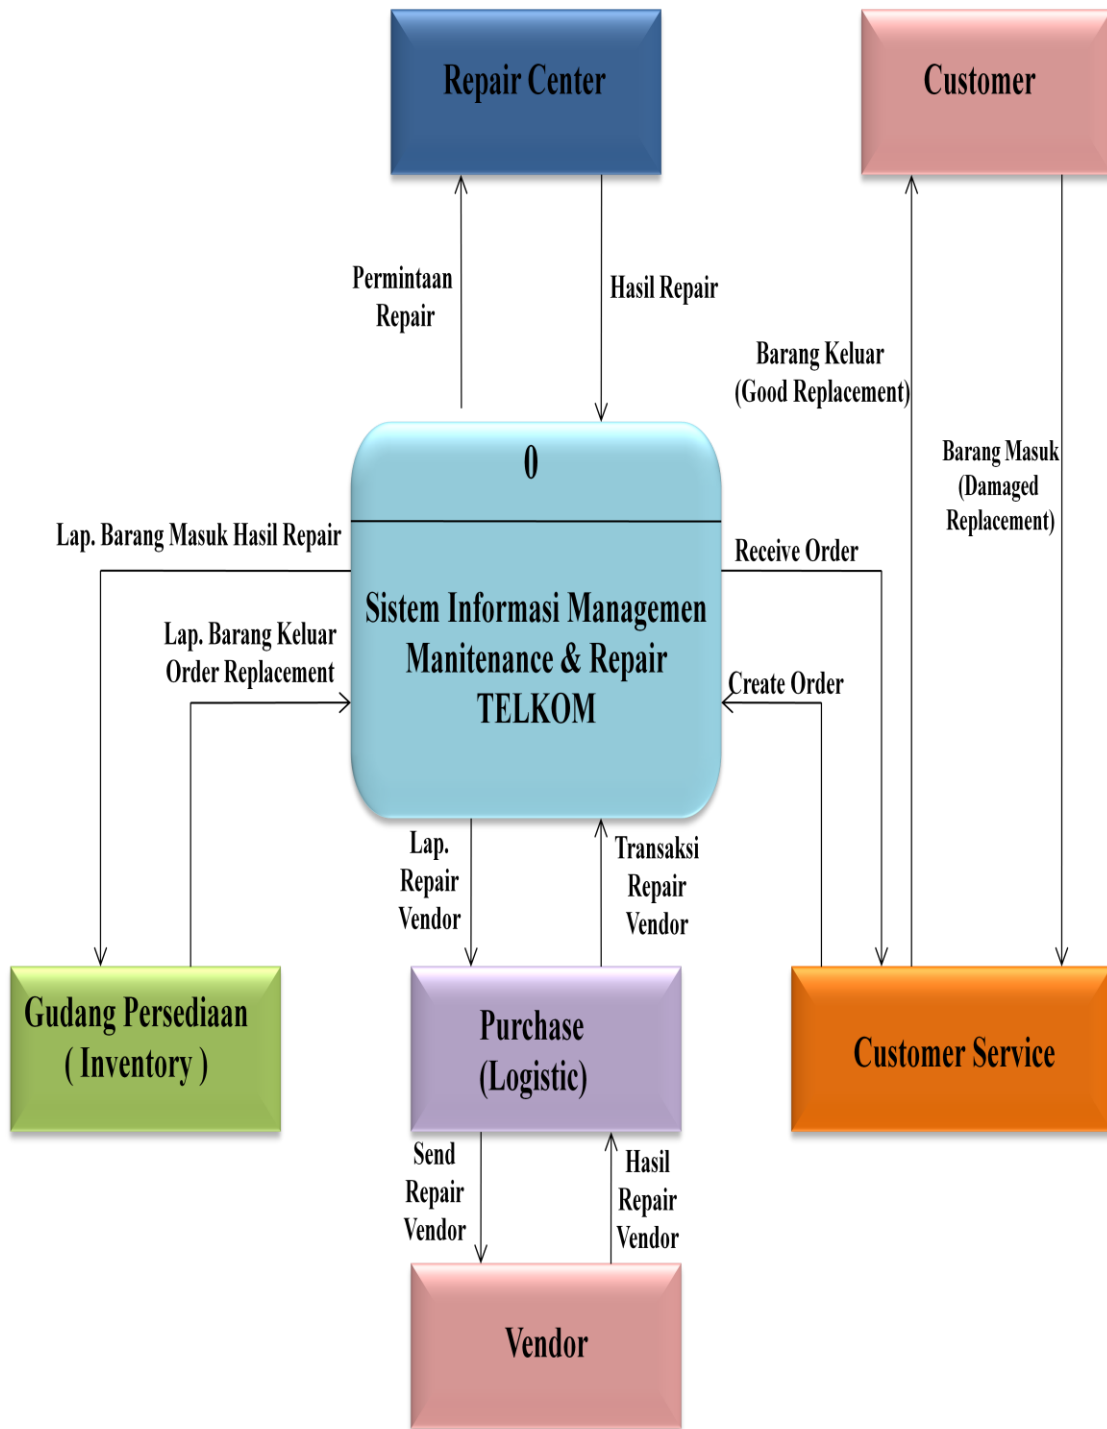 Repair Center
Customer
Permintaan
Repair
Hasil Repair
Barang Keluar
(Good Replacement)
Barang Masuk
(Damaged
Replacement)
0
Sistem Informasi Managemen
Manitenance & Repair
TELKOM
Lap. Barang Masuk Hasil Repair
Lap. Barang Keluar
Order Replacement
Receive Order
Create Order
Lap.
Repair
Vendor
Transaksi
Repair
Vendor
Gudang Persediaan
( Inventory )
Purchase
(Logistic)
Customer Service
Send
Repair
Vendor
Hasil
Repair
Vendor
Vendor